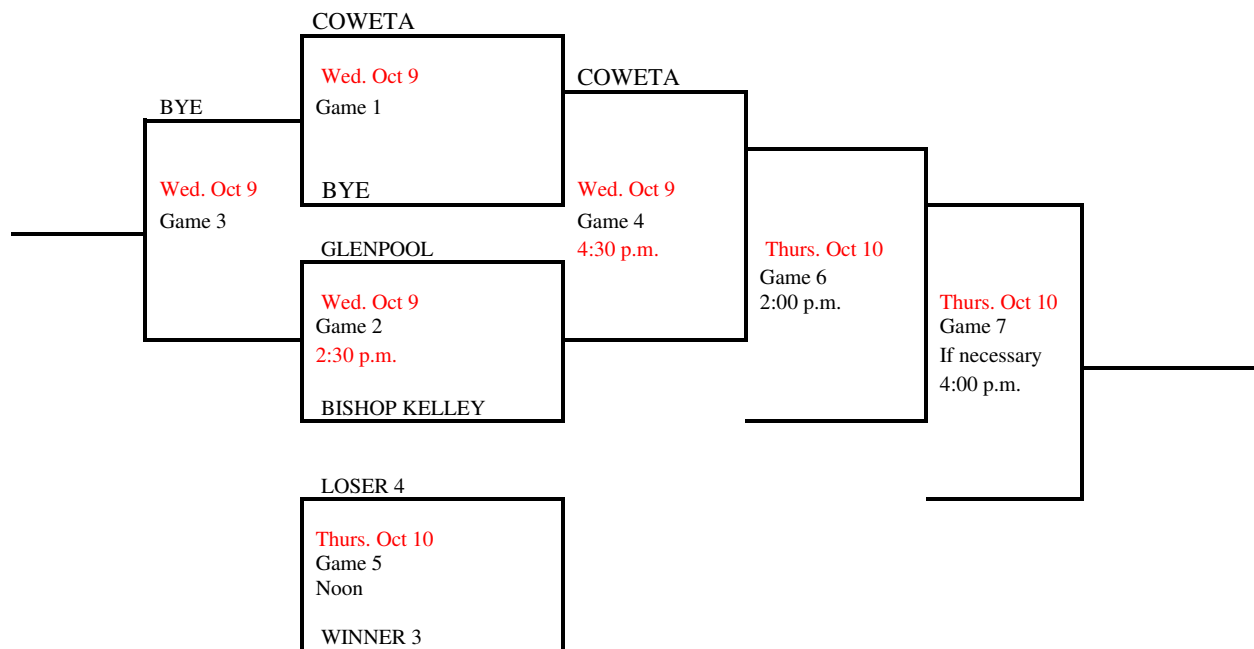 COWETA
Wed. Oct 9
Game 1
BYE
BYE
Wed. Oct 9
Game 3
GLENPOOL
Wed. Oct 9
Game 2
2:30 p.m.
BISHOP KELLEY
COWETA
Wed. Oct 9
Game 4
4:30 p.m.
Thurs. Oct 10
Game 6
2:00 p.m.
Thurs. Oct 10
Game 7
If necessary
4:00 p.m.
LOSER 4
Thurs. Oct 10
Game 5
Noon
WINNER 3